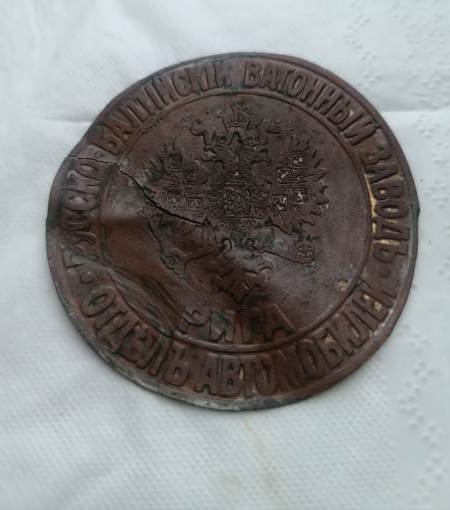 РУССКО-БАЛТІЙСКІЙ ВАГОННЫЙ ЗАВОДЪ
РИГА
ОТДѢЛЪ АВТОМОБИЛЕЙ